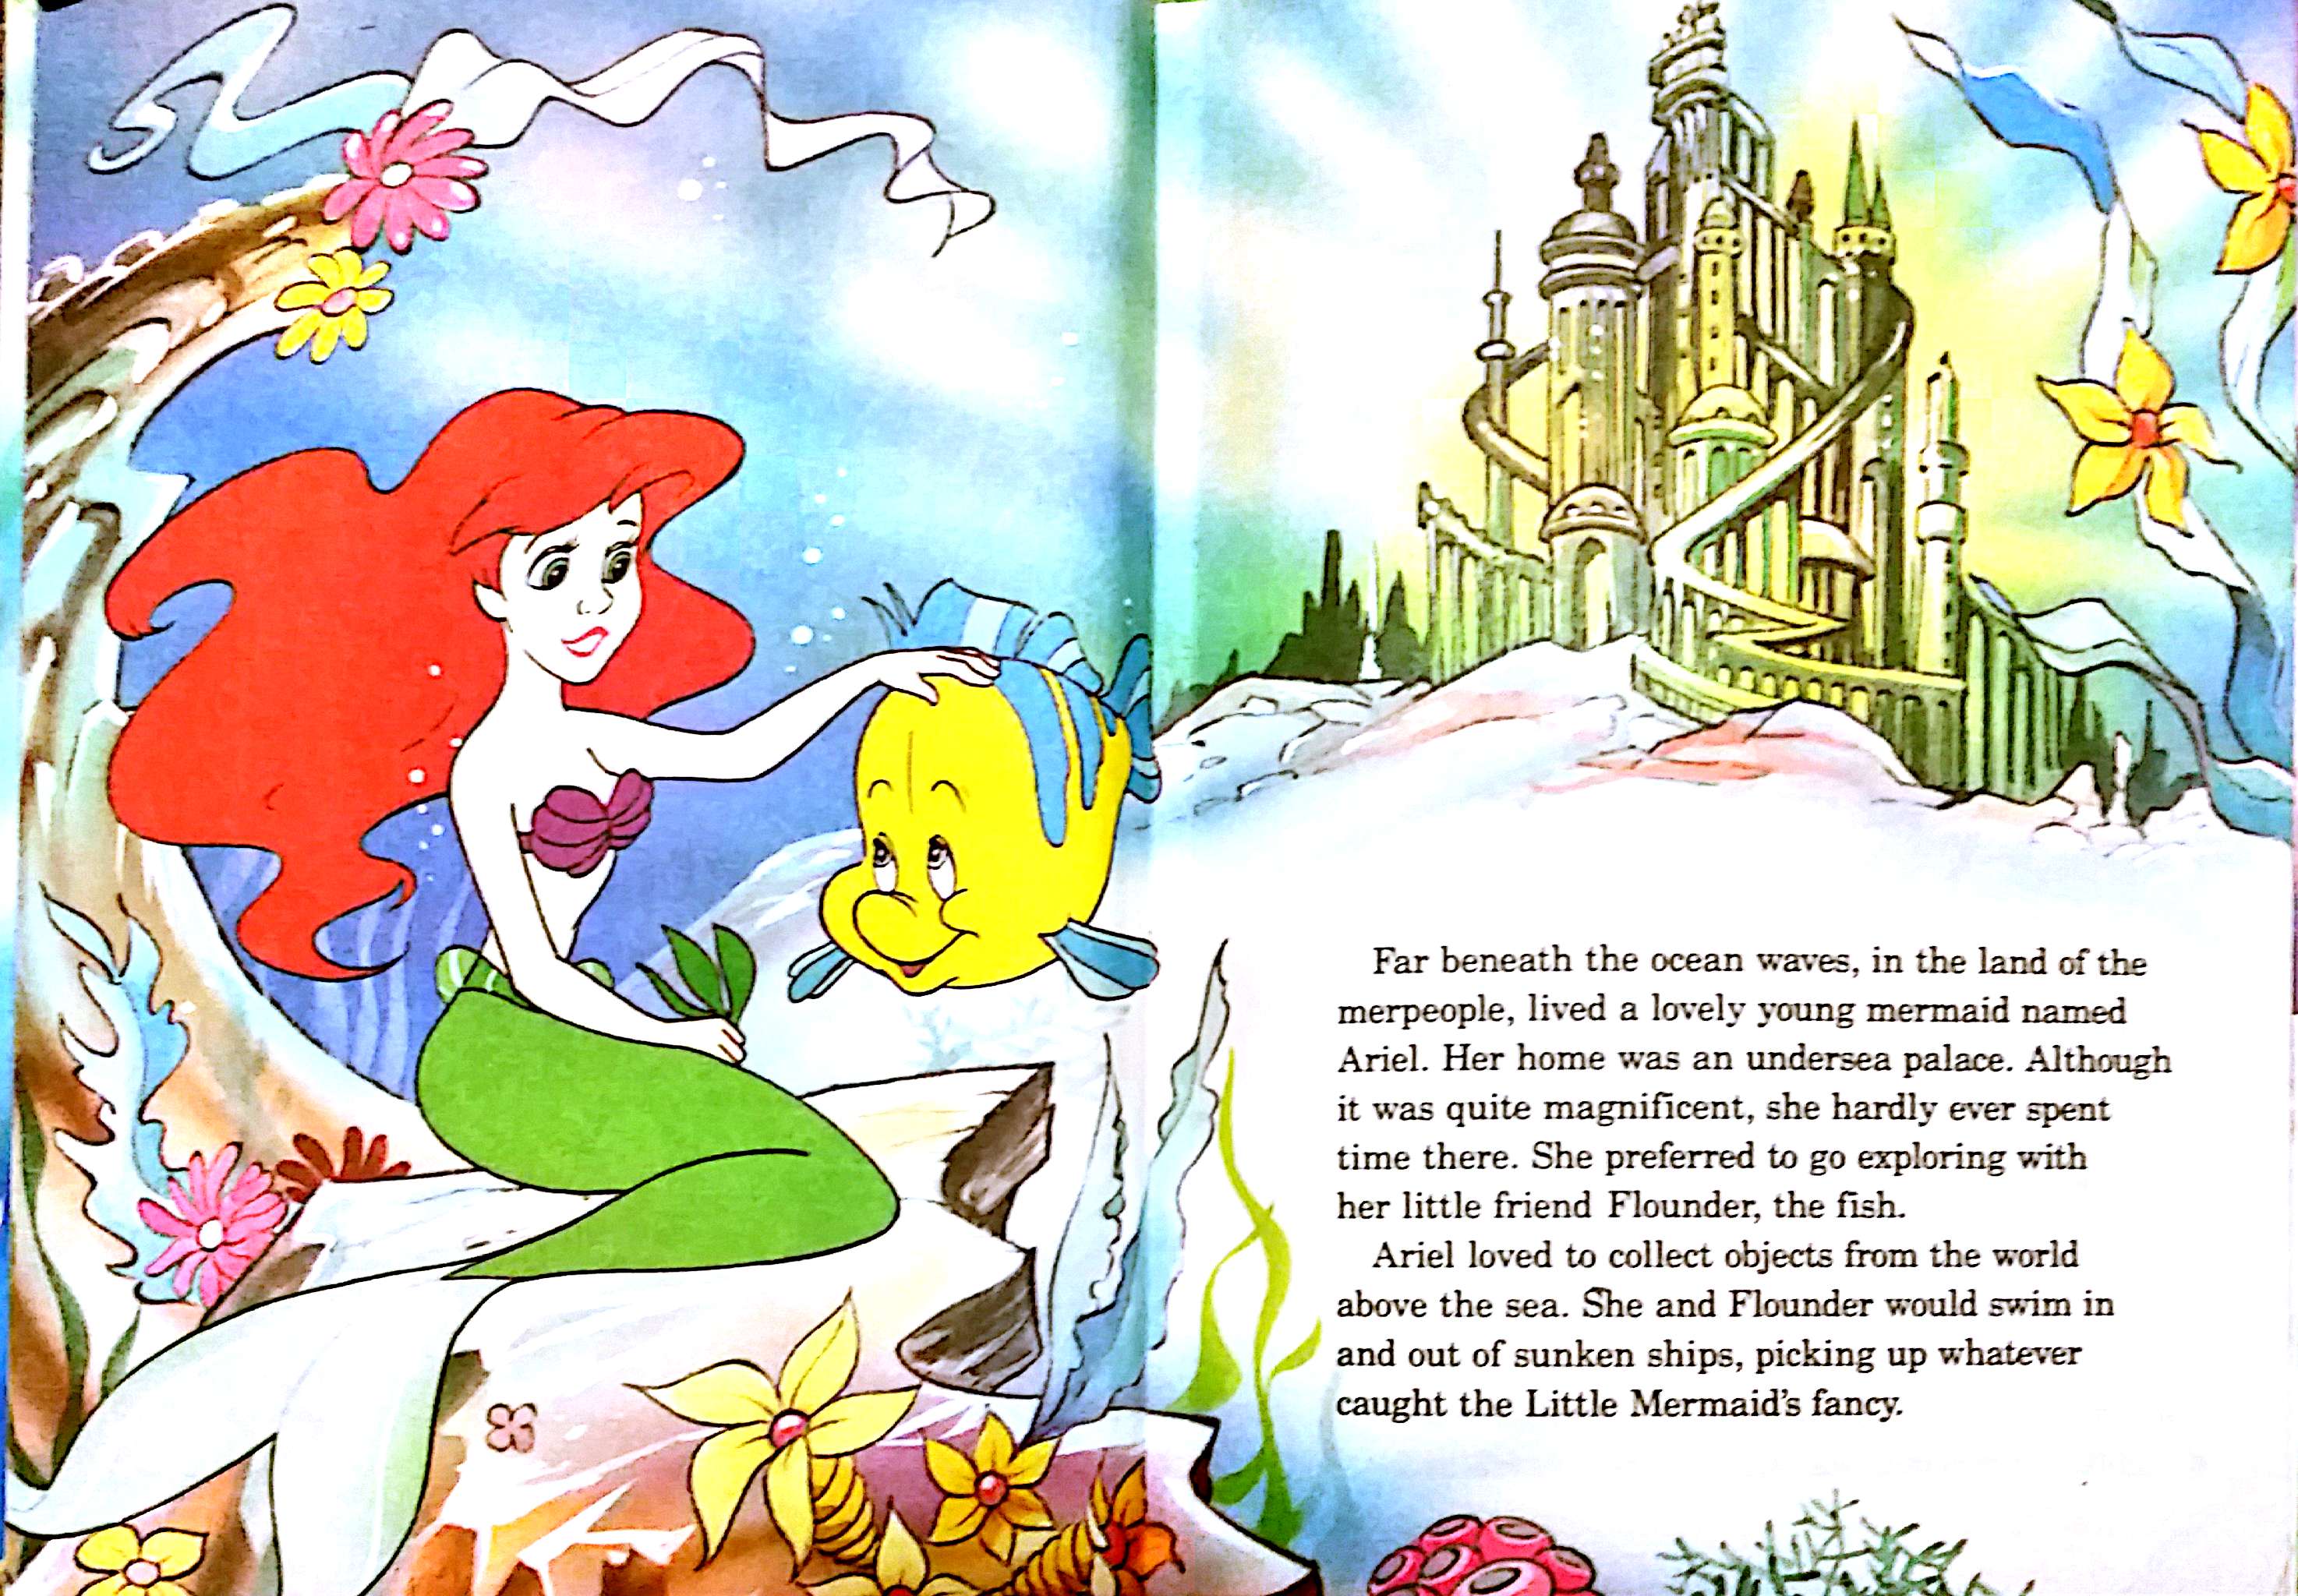 Far beneath the ocean waves, in the land of the
merpeople, lived a lovely young mermaid named
Ariel. Her home was an undersea palace. Although
it was quite magnificent, she hardly ever spent
time there. She preferred to go exploring with
her little friend Flounder, the fish.
Ariel loved to collect objects from the world
above the sea. She and Flounder would swim in
and out of sunken ships, picking up whatever
caught the Little Mermaid's fancy.